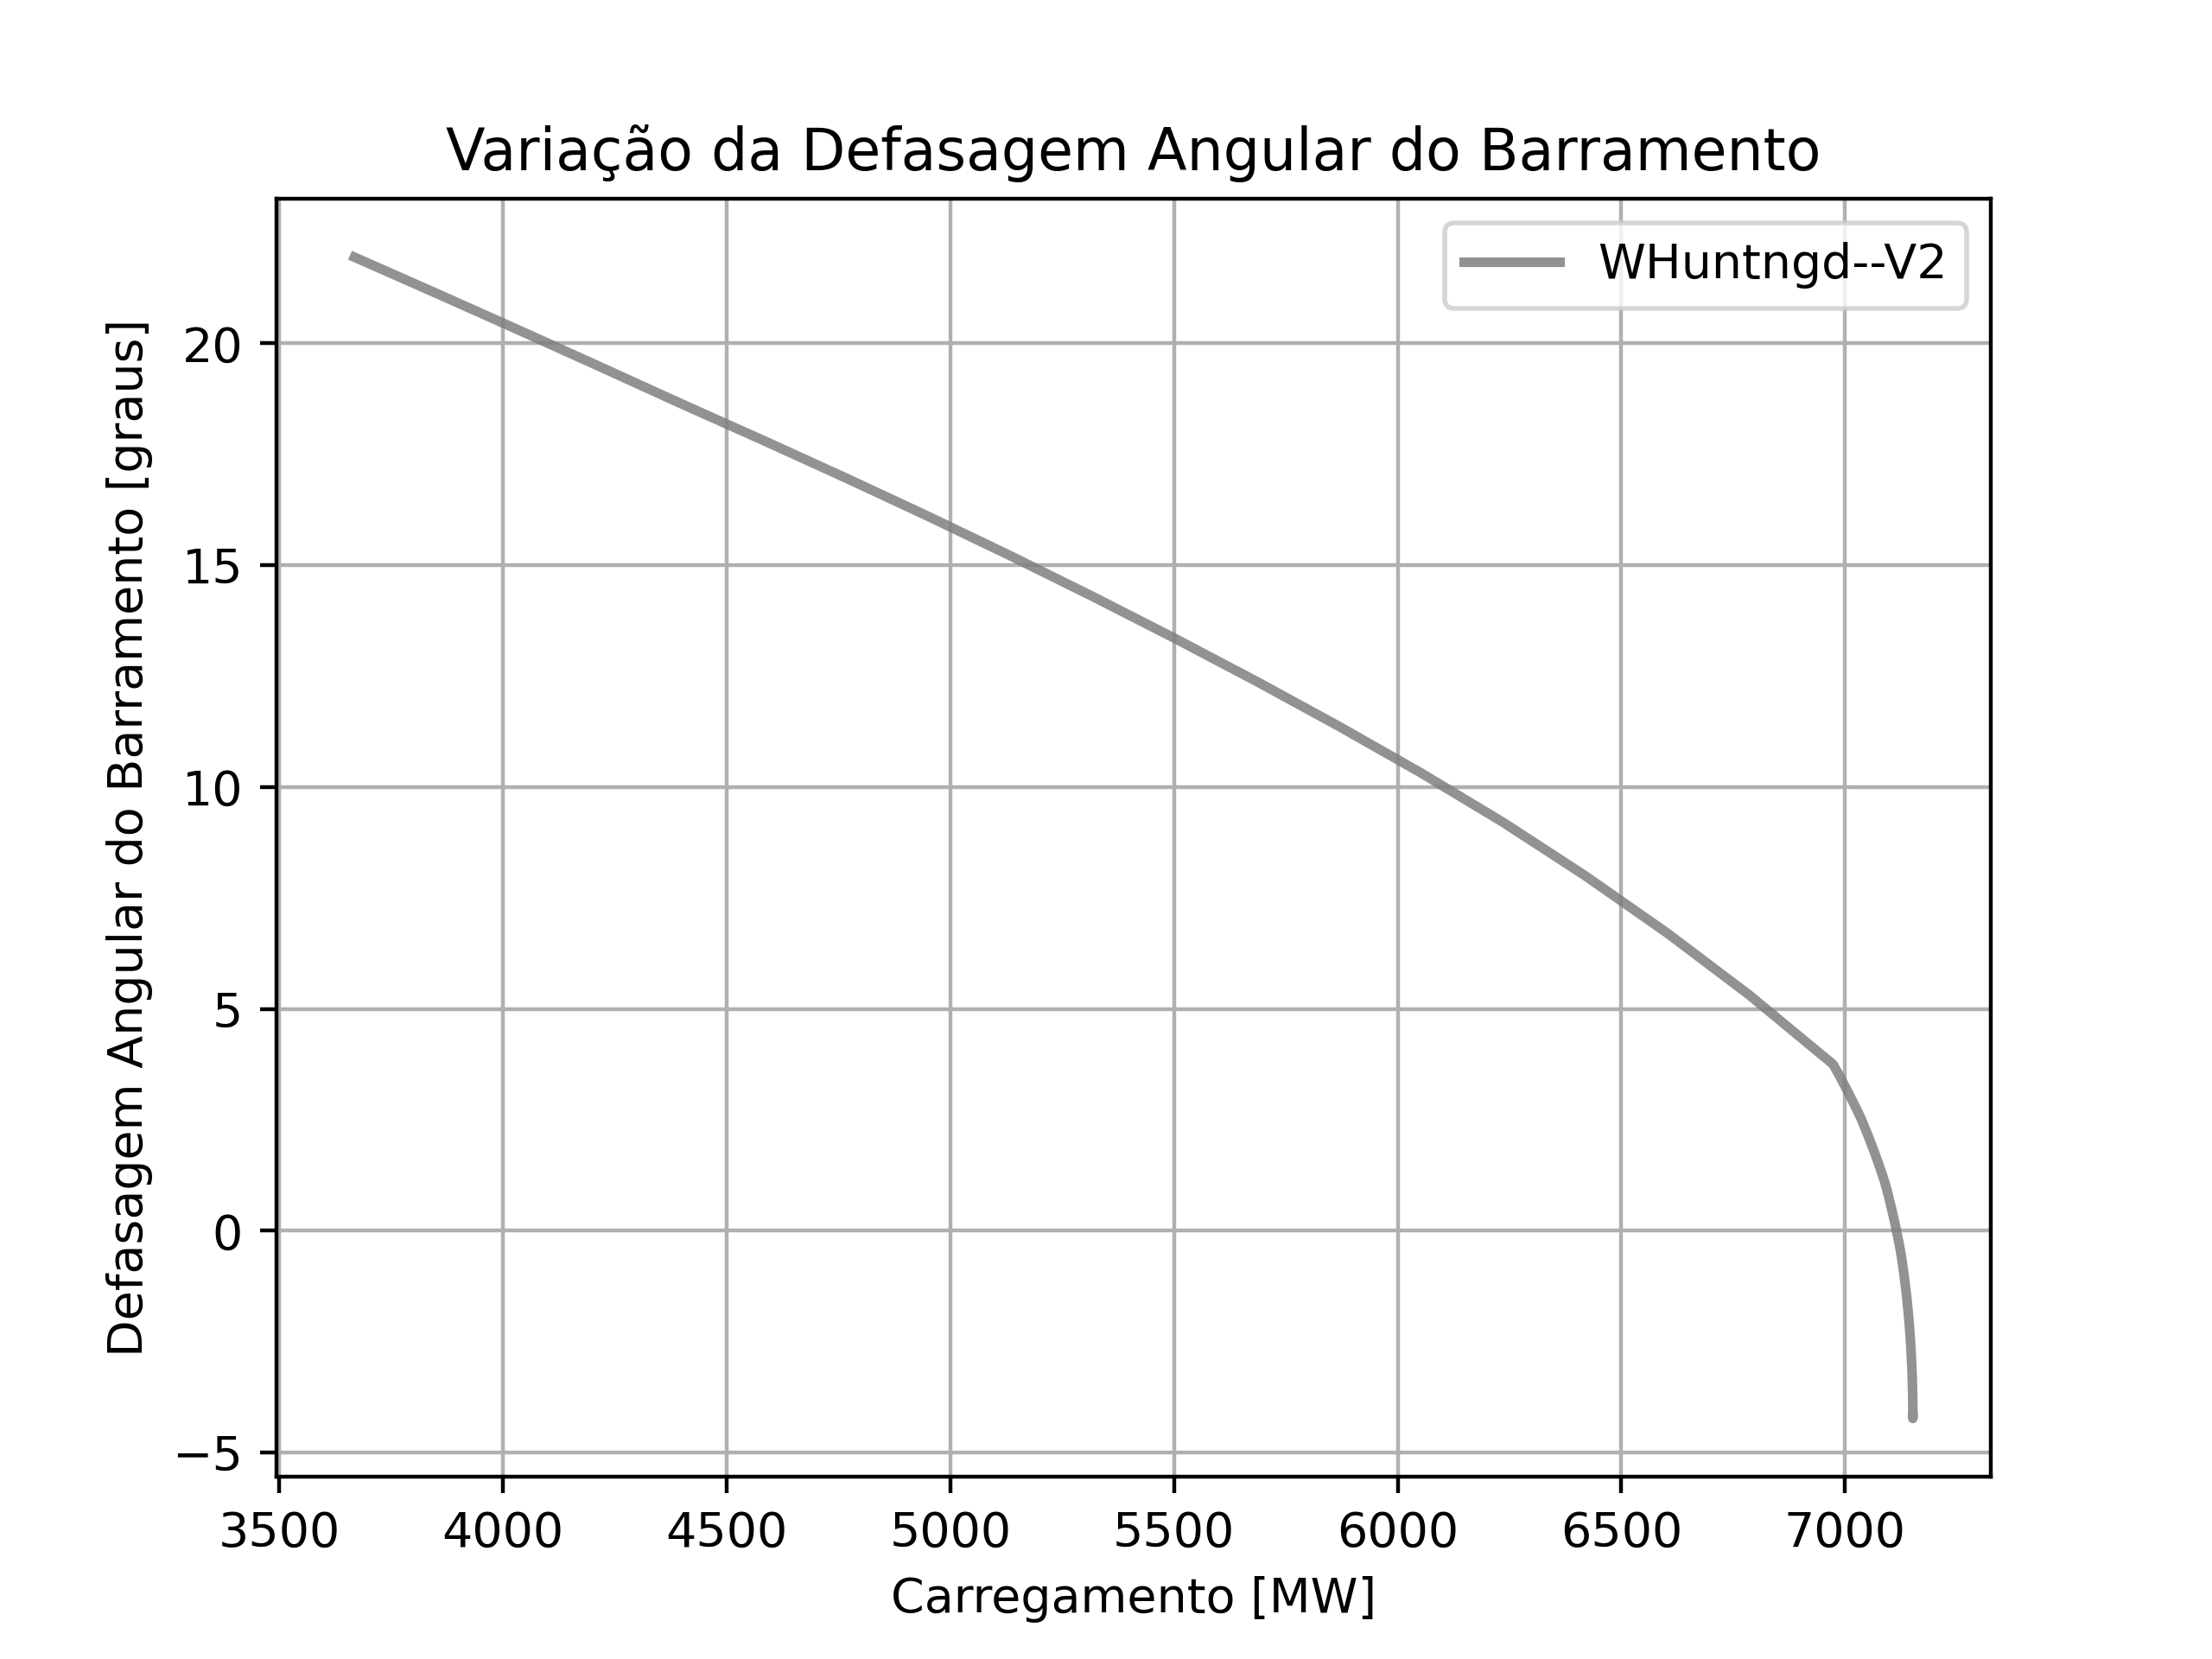 Variação da Defasagem Angular do Barramento
WHuntngd--V2
Defasagem Angular do Barramento [graus]
20
15
10
5
0
−5
3500 4000 4500 5000 5500 6000 6500 7000
Carregamento [MW]